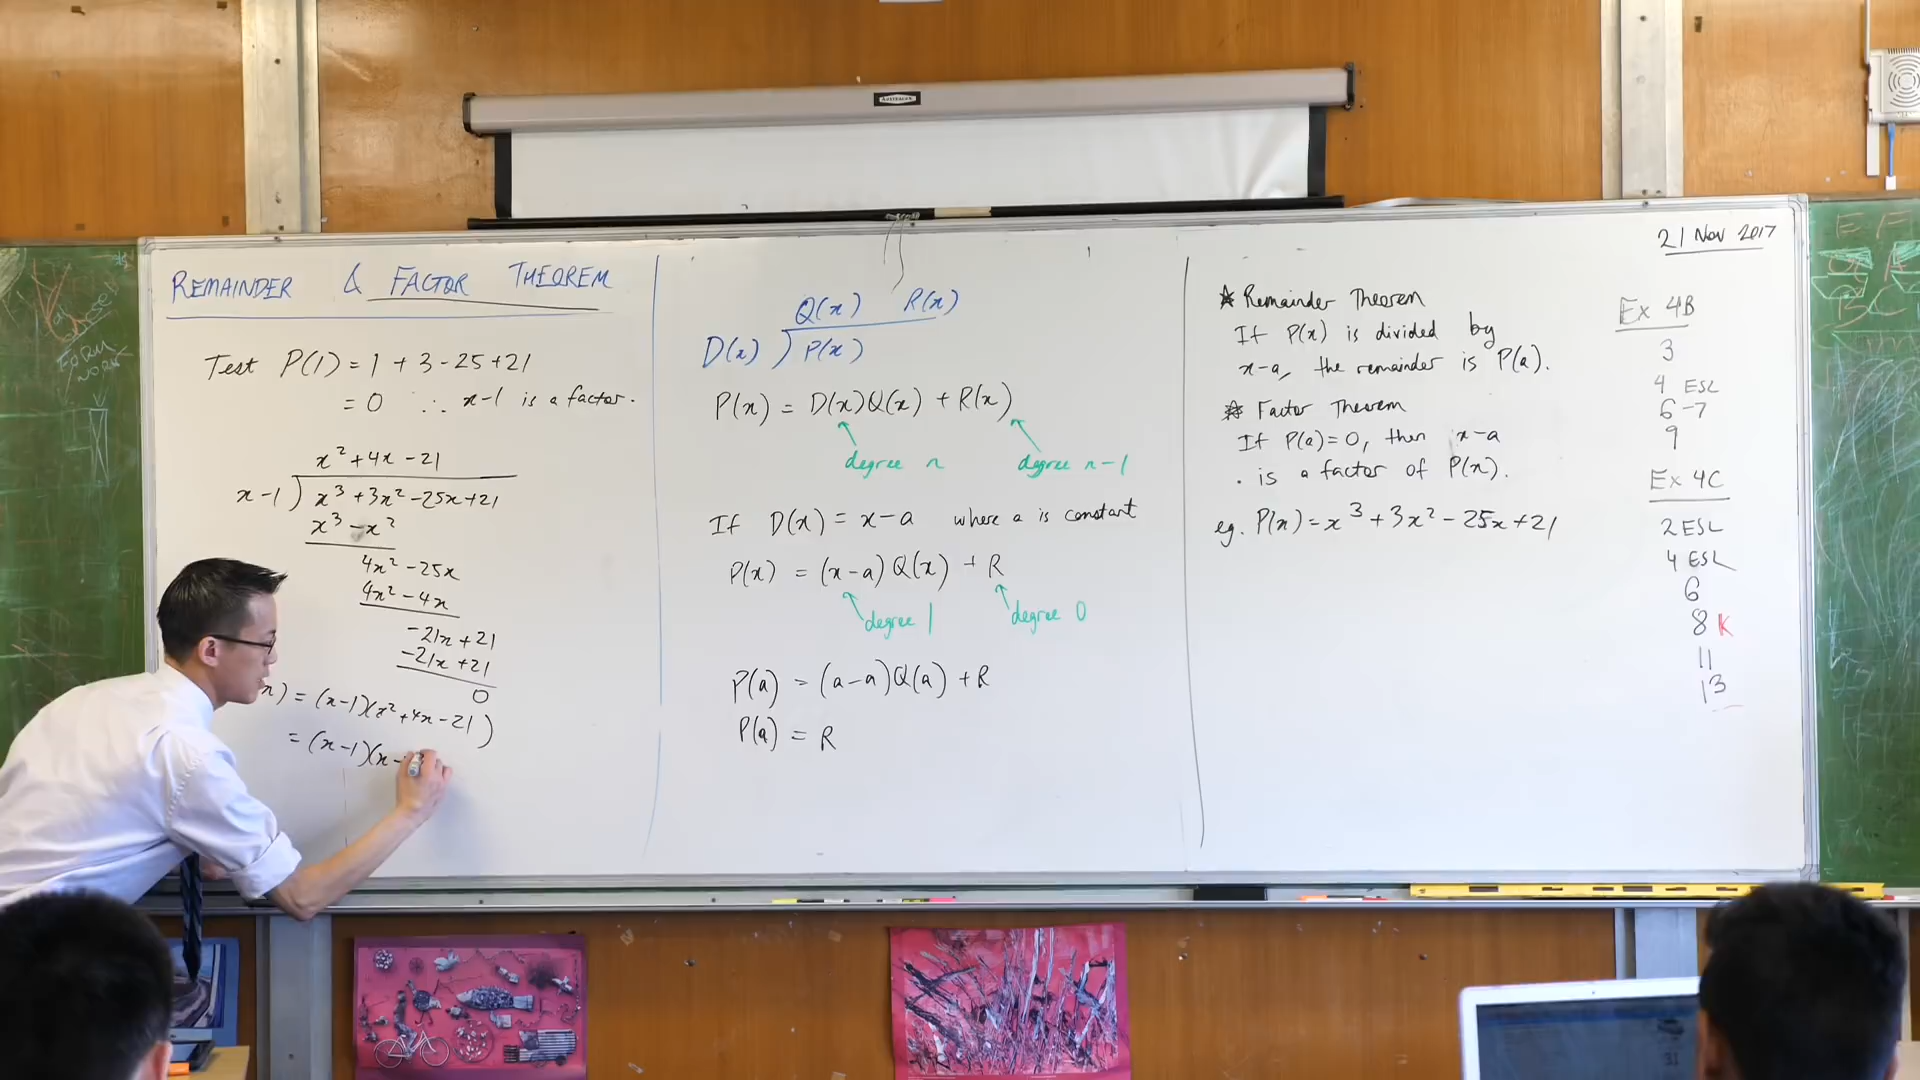 REMAINDER & FACTOR THEOREM
Test P(1) = 1 + 3 - 25 + 21
= 0 ∴ x-1 is a factor.
x² + 4x - 21
x-1 ) x³ + 3x² - 25x + 21
x³ - x²
4x² - 25x
4x² - 4x
-21x + 21
-21x + 21
0
x) = (x-1)(x² + 4x - 21)
= (x-1)(x-
Q(x) R(x)
D(x) ) P(x)
P(x) = D(x)Q(x) + R(x)
degree n degree n-1
If D(x) = x-a where a is constant
P(x) = (x-a)Q(x) + R
degree 1 degree 0
P(a) = (a-a)Q(a) + R
P(a) = R
21 Nov 2017
* Remainder Theorem
If P(x) is divided by
x-a, the remainder is P(a).
* Factor Theorem
If P(a)=0, then x-a
is a factor of P(x).
eg. P(x) = x³ + 3x² - 25x + 21
Ex 4B
3
4 ESL
6-7
9
Ex 4C
2 ESL
4 ESL
6
8 K
11
13